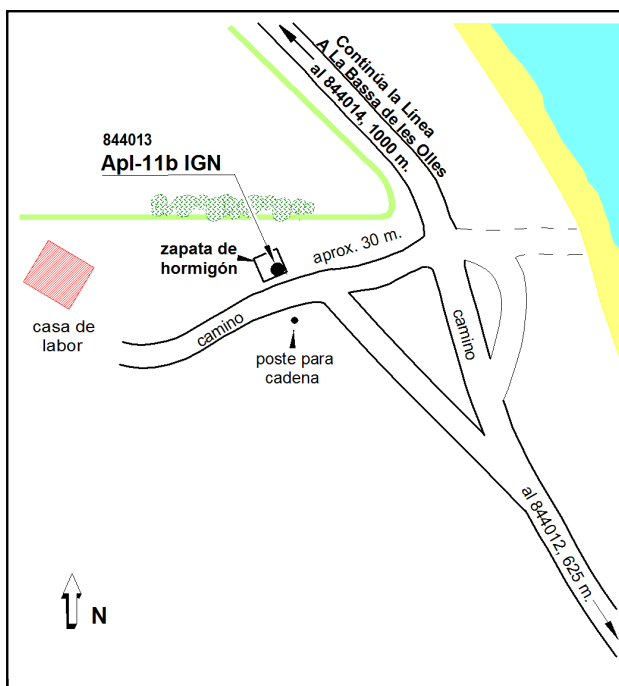 Continúa la Línea
A La Bassa de les Olles
al 844014, 1000 m.
844013
Apl-11b IGN
zapata de
hormigón
aprox. 30 m.
casa de
labor
camino
poste para
cadena
camino
al 844012, 625 m.
N